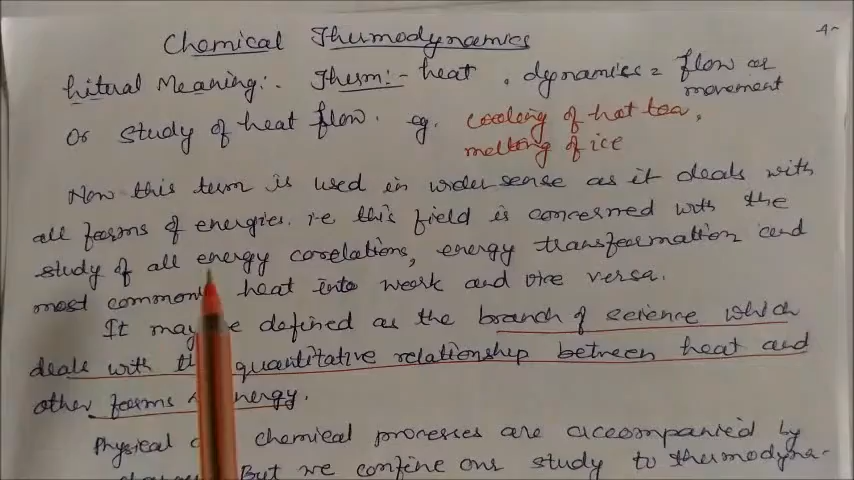 Chemical Thermodynamics
Litural Meaning:- Therm:- heat, dynamics = flow or movement
Or study of heat flow. eg. cooling of hot tea,
melting of ice
Now this term is used in wider sense as it deals with
all forms of energies. i.e this field is concerned with the
study of all energy corelations, energy transformation and
most common heat into work and vice versa.
It may be defined as the branch of science which
deals with the quantitative relationship between heat and
other forms energy.
Physical chemical processes are accompanied by
But we confine our study to thermodyna-